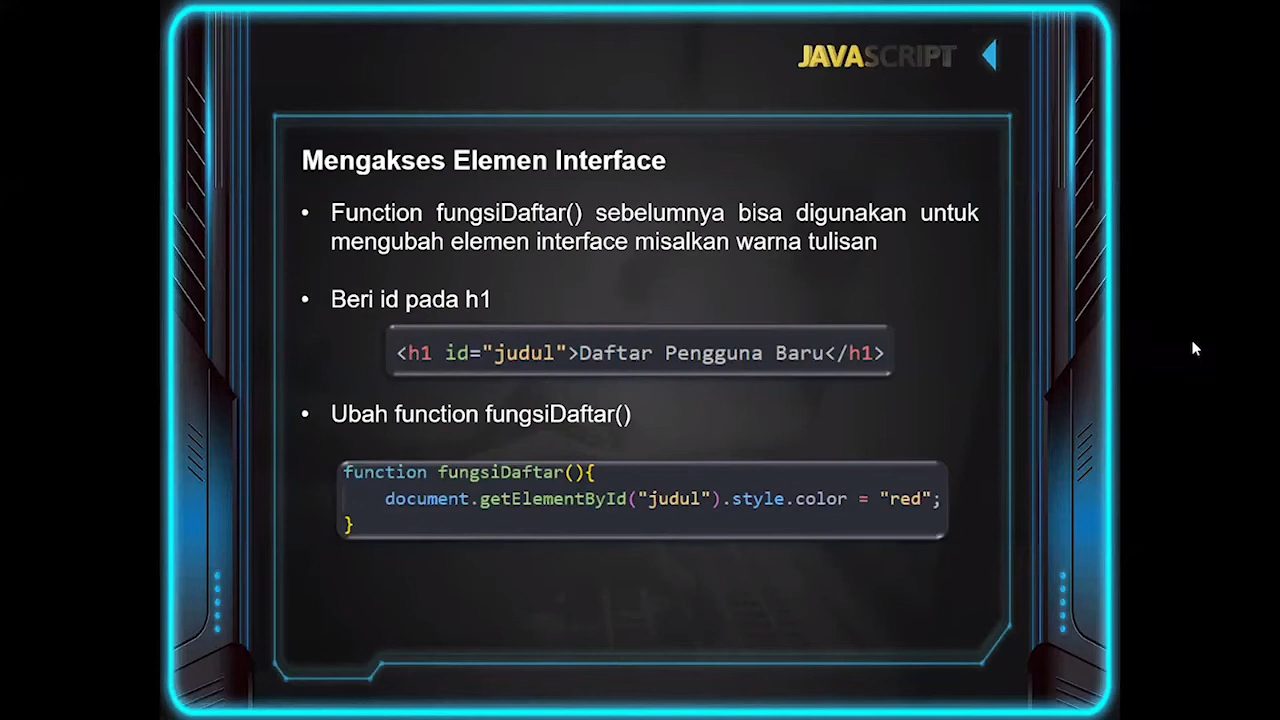 JAVASCRIPT
Mengakses Elemen Interface
• Function fungsiDaftar() sebelumnya bisa digunakan untuk
mengubah elemen interface misalkan warna tulisan
• Beri id pada h1
<h1 id="judul">Daftar Pengguna Baru</h1>
• Ubah function fungsiDaftar()
function fungsiDaftar(){
document.getElementById("judul").style.color = "red";
}